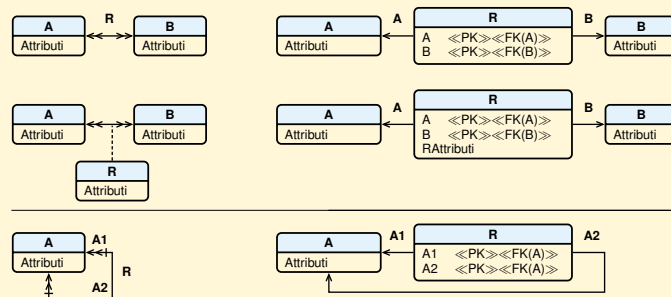 A R B A R B
Attributi Attributi Attributi A ≪PK≫≪FK(A)≫ Attributi
B ≪PK≫≪FK(B)≫
A B A R B
Attributi Attributi Attributi A ≪PK≫≪FK(A)≫ Attributi
B ≪PK≫≪FK(B)≫
R RAttributi
Attributi
A A1 A A1 R A2
Attributi Attributi A1 ≪PK≫≪FK(A)≫
R A2 ≪PK≫≪FK(A)≫
A2